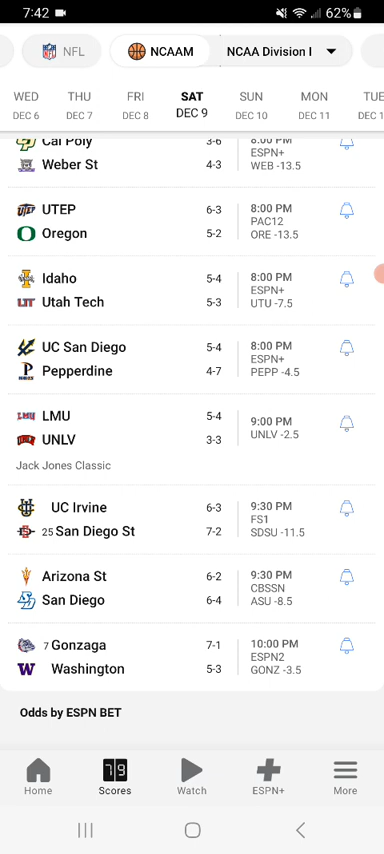 7:42
62%
NFL
NCAAM
NCAA Division I
WED THU FRI SAT SUN MON TUE
DEC 6 DEC 7 DEC 8 DEC 9 DEC 10 DEC 11 DEC 1
Cal Poly 3-6 8:00 PM
ESPN+
Weber St 4-3 WEB -13.5
UTEP 6-3 8:00 PM
PAC12
Oregon 5-2 ORE -13.5
Idaho 5-4 8:00 PM
ESPN+
Utah Tech 5-3 UTU -7.5
UC San Diego 5-4 8:00 PM
ESPN+
Pepperdine 4-7 PEPP -4.5
LMU 5-4 9:00 PM
UNLV 3-3 UNLV -2.5
Jack Jones Classic
UC Irvine 6-3 9:30 PM
FS1
25 San Diego St 7-2 SDSU -11.5
Arizona St 6-2 9:30 PM
CBSSN
San Diego 6-4 ASU -8.5
7 Gonzaga 7-1 10:00 PM
ESPN2
Washington 5-3 GONZ -3.5
Odds by ESPN BET
Home Scores Watch ESPN+ More